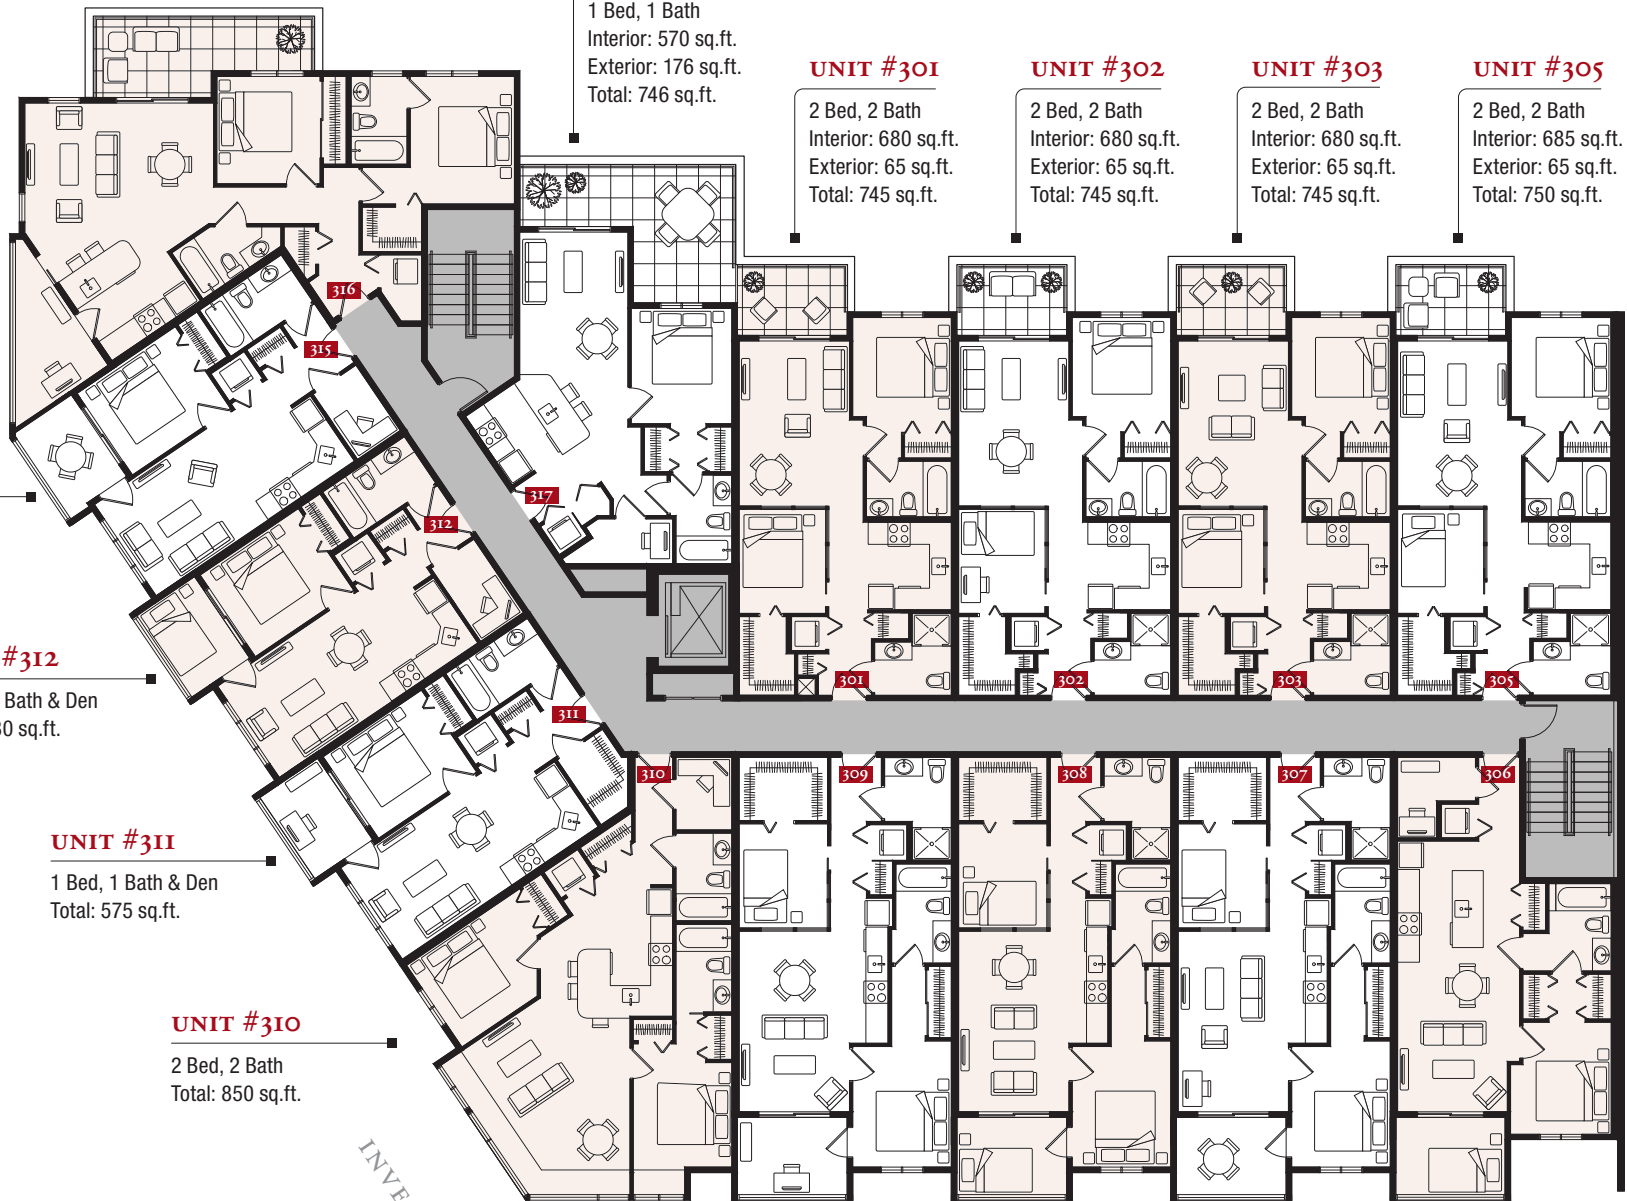 1 Bed, 1 Bath
Interior: 570 sq.ft.
Exterior: 176 sq.ft.
Total: 746 sq.ft.
UNIT #301
2 Bed, 2 Bath
Interior: 680 sq.ft.
Exterior: 65 sq.ft.
Total: 745 sq.ft.
UNIT #302
2 Bed, 2 Bath
Interior: 680 sq.ft.
Exterior: 65 sq.ft.
Total: 745 sq.ft.
UNIT #303
2 Bed, 2 Bath
Interior: 680 sq.ft.
Exterior: 65 sq.ft.
Total: 745 sq.ft.
UNIT #305
2 Bed, 2 Bath
Interior: 685 sq.ft.
Exterior: 65 sq.ft.
Total: 750 sq.ft.
316
315
317
312
#312
Bath & Den
0 sq.ft.
301
302
303
305
311
310
309
308
307
306
UNIT #311
1 Bed, 1 Bath & Den
Total: 575 sq.ft.
UNIT #310
2 Bed, 2 Bath
Total: 850 sq.ft.
INVE